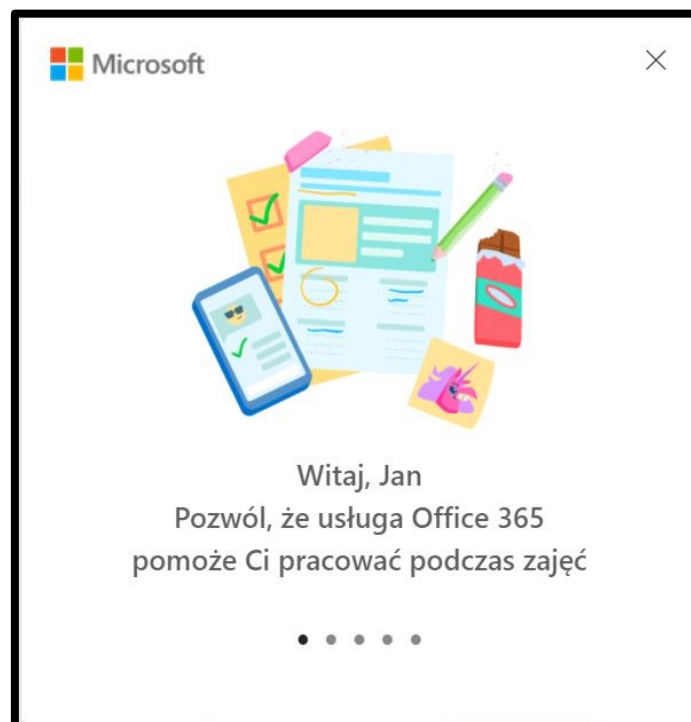 Microsoft
Witaj, Jan
Pozwól, że usługa Office 365
pomoże Ci pracować podczas zajęć